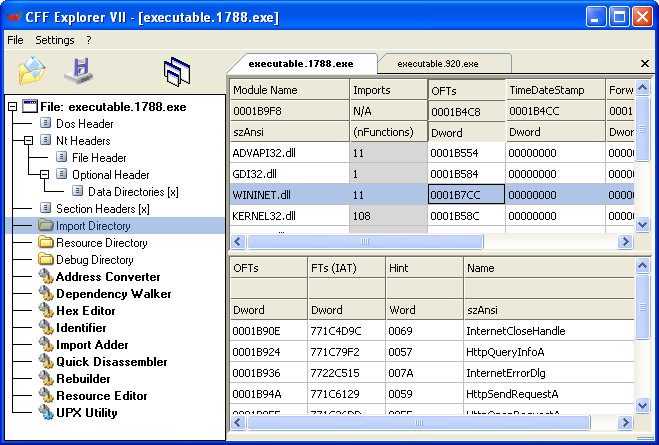 CFF Explorer VII - [executable.1788.exe]
File Settings ?
executable.1788.exe executable.920.exe
File: executable.1788.exe
Dos Header
Nt Headers
File Header
Optional Header
Data Directories [x]
Section Headers [x]
Import Directory
Resource Directory
Debug Directory
Address Converter
Dependency Walker
Hex Editor
Identifier
Import Adder
Quick Disassembler
Rebuilder
Resource Editor
UPX Utility
Module Name Imports OFTs TimeDateStamp Forw
0001B9F8 N/A 0001B4C8 0001B4CC 0001
szAnsi (nFunctions) Dword Dword Dword
ADVAPI32.dll 11 0001B554 00000000 0000
GDI32.dll 1 0001B584 00000000 0000
WININET.dll 11 0001B7CC 00000000 0000
KERNEL32.dll 108 0001B58C 00000000 0000
OFTs FTs (IAT) Hint Name
Dword Dword Word szAnsi
0001B90E 771C4D9C 0069 InternetCloseHandle
0001B924 771C79F2 0057 HttpQueryInfoA
0001B936 7722C515 007A InternetErrorDlg
0001B94A 771C6129 0059 HttpSendRequestA